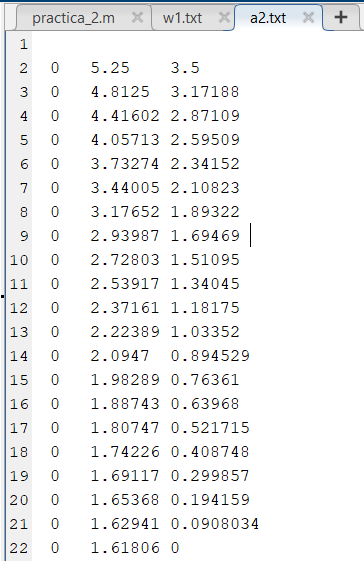 practica_2.m × w1.txt × a2.txt × +
1
2 0 5.25 3.5
3 0 4.8125 3.17188
4 0 4.41602 2.87109
5 0 4.05713 2.59509
6 0 3.73274 2.34152
7 0 3.44005 2.10823
8 0 3.17652 1.89322
9 0 2.93987 1.69469
10 0 2.72803 1.51095
11 0 2.53917 1.34045
12 0 2.37161 1.18175
13 0 2.22389 1.03352
14 0 2.0947 0.894529
15 0 1.98289 0.76361
16 0 1.88743 0.63968
17 0 1.80747 0.521715
18 0 1.74226 0.408748
19 0 1.69117 0.299857
20 0 1.65368 0.194159
21 0 1.62941 0.0908034
22 0 1.61806 0